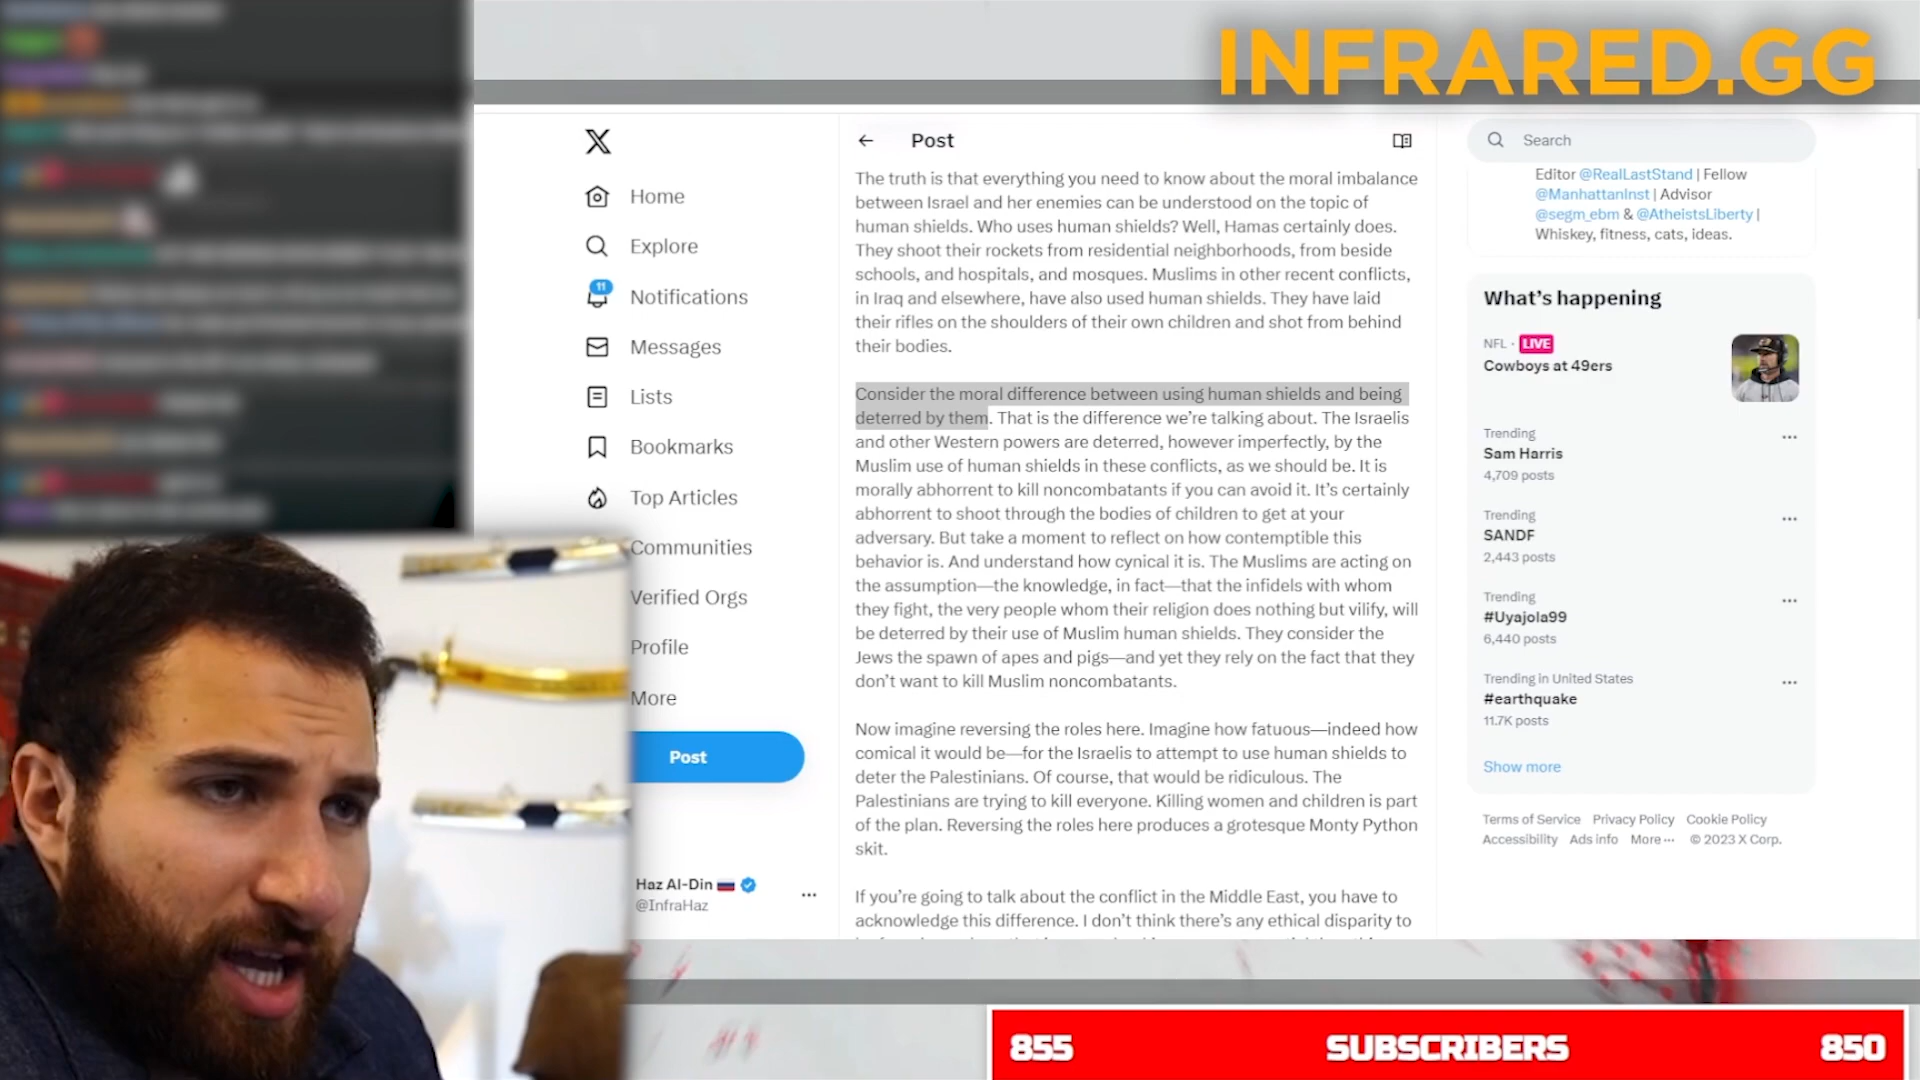 INFRARED.GG
Home
Explore
11
Notifications
Messages
Lists
Bookmarks
Top Articles
Communities
Verified Orgs
Profile
More
Post
Haz Al-Din
@InfraHaz
Post
The truth is that everything you need to know about the moral imbalance
between Israel and her enemies can be understood on the topic of
human shields. Who uses human shields? Well, Hamas certainly does.
They shoot their rockets from residential neighborhoods, from beside
schools, and hospitals, and mosques. Muslims in other recent conflicts,
in Iraq and elsewhere, have also used human shields. They have laid
their rifles on the shoulders of their own children and shot from behind
their bodies.
Consider the moral difference between using human shields and being
deterred by them. That is the difference we're talking about. The Israelis
and other Western powers are deterred, however imperfectly, by the
Muslim use of human shields in these conflicts, as we should be. It is
morally abhorrent to kill noncombatants if you can avoid it. It's certainly
abhorrent to shoot through the bodies of children to get at your
adversary. But take a moment to reflect on how contemptible this
behavior is. And understand how cynical it is. The Muslims are acting on
the assumption—the knowledge, in fact—that the infidels with whom
they fight, the very people whom their religion does nothing but vilify, will
be deterred by their use of Muslim human shields. They consider the
Jews the spawn of apes and pigs—and yet they rely on the fact that they
don't want to kill Muslim noncombatants.
Now imagine reversing the roles here. Imagine how fatuous—indeed how
comical it would be—for the Israelis to attempt to use human shields to
deter the Palestinians. Of course, that would be ridiculous. The
Palestinians are trying to kill everyone. Killing women and children is part
of the plan. Reversing the roles here produces a grotesque Monty Python
skit.
If you're going to talk about the conflict in the Middle East, you have to
acknowledge this difference. I don't think there's any ethical disparity to
Search
Editor @RealLastStand | Fellow
@ManhattanInst | Advisor
@segm_ebm & @AtheistsLiberty |
Whiskey, fitness, cats, ideas.
What's happening
NFL · LIVE
Cowboys at 49ers
Trending
Sam Harris
4,709 posts
Trending
SANDF
2,443 posts
Trending
#Uyajola99
6,440 posts
Trending in United States
#earthquake
11.7K posts
Show more
Terms of Service Privacy Policy Cookie Policy
Accessibility Ads info More ··· © 2023 X Corp.
855 SUBSCRIBERS 850